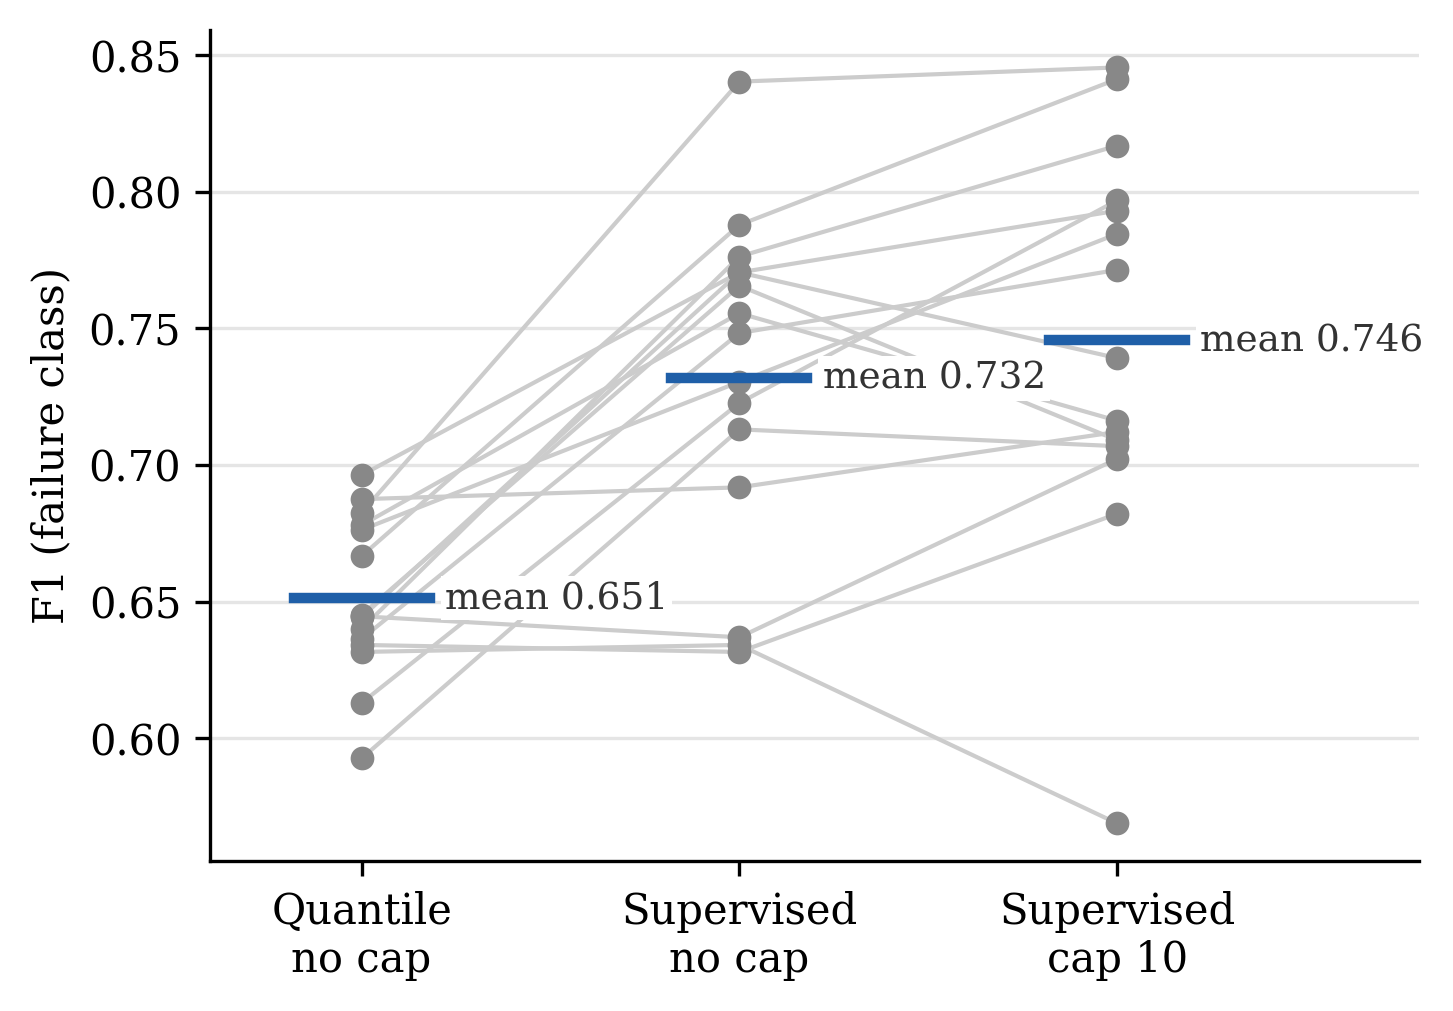 0.85
0.80
0.75
0.70
0.65
0.60
F1 (failure class)
mean 0.651
mean 0.732
mean 0.746
Quantile
no cap
Supervised
no cap
Supervised
cap 10